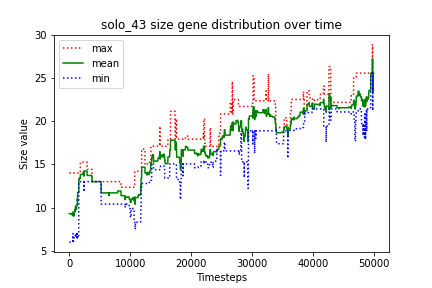 solo_43 size gene distribution over time
max
mean
min
Size value
30
25
20
15
10
5
0
10000
20000
30000
40000
50000
Timesteps